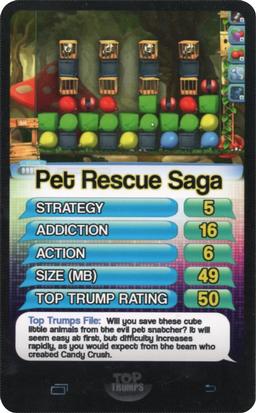 Pet Rescue Saga
STRATEGY 5
ADDICTION 16
ACTION 6
SIZE (MB) 49
TOP TRUMP RATING 50
Top Trumps File: Will you save these cute
little animals from the evil pet snatcher? It will
seem easy at first, but difficulty increases
rapidly, as you would expect from the team who
created Candy Crush.
TOP
TRUMPS